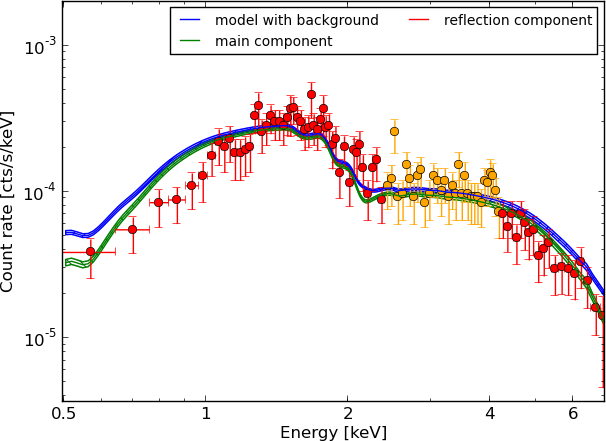 model with background
reflection component
main component
10^-3
10^-4
10^-5
Count rate [cts/s/keV]
0.5 1 2 4 6
Energy [keV]